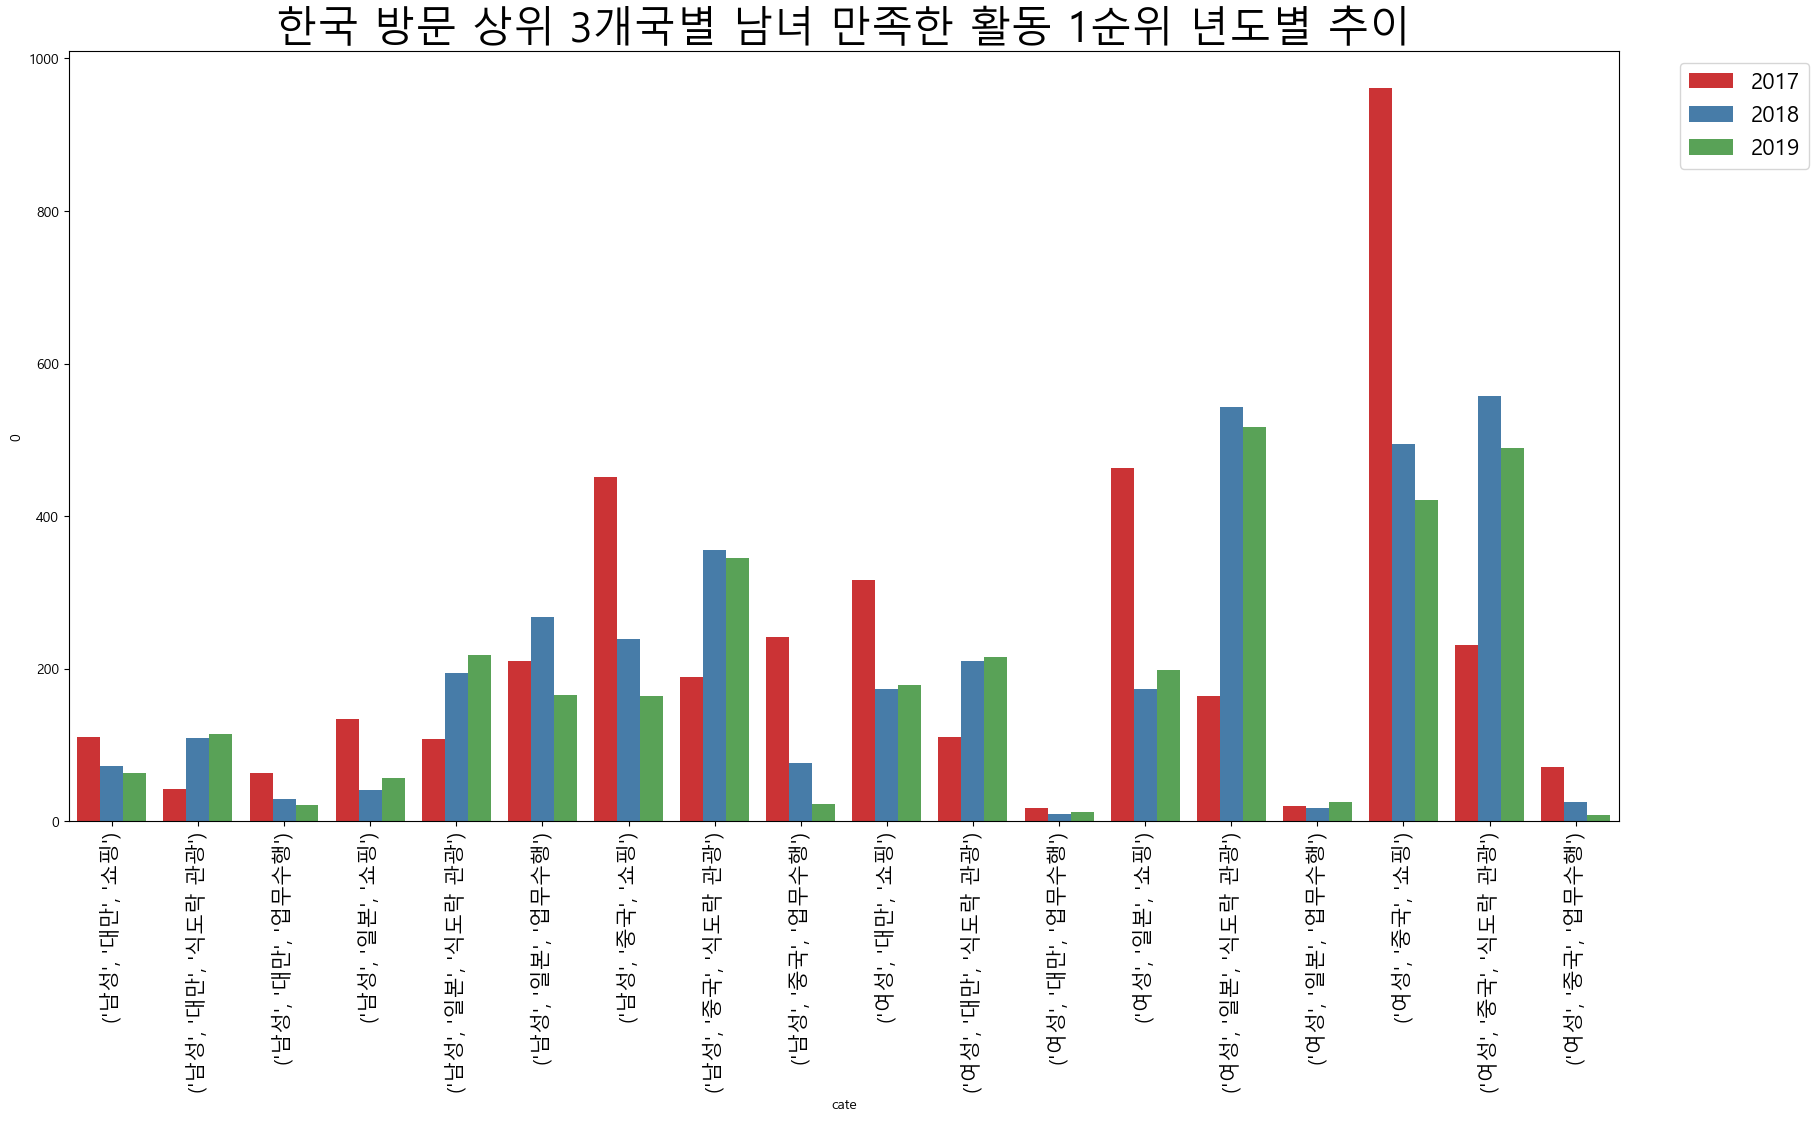 한국 방문 상위 3개국별 남녀 만족한 활동 1순위 년도별 추이
2017
2018
2019
1000
800
600
400
200
0
0
('남성', '대만', '쇼핑')
('남성', '대만', '식도락 관광')
('남성', '대만', '업무수행')
('남성', '일본', '쇼핑')
('남성', '일본', '식도락 관광')
('남성', '일본', '업무수행')
('남성', '중국', '쇼핑')
('남성', '중국', '식도락 관광')
('남성', '중국', '업무수행')
('여성', '대만', '쇼핑')
('여성', '대만', '식도락 관광')
('여성', '대만', '업무수행')
('여성', '일본', '쇼핑')
('여성', '일본', '식도락 관광')
('여성', '일본', '업무수행')
('여성', '중국', '쇼핑')
('여성', '중국', '식도락 관광')
('여성', '중국', '업무수행')
cate